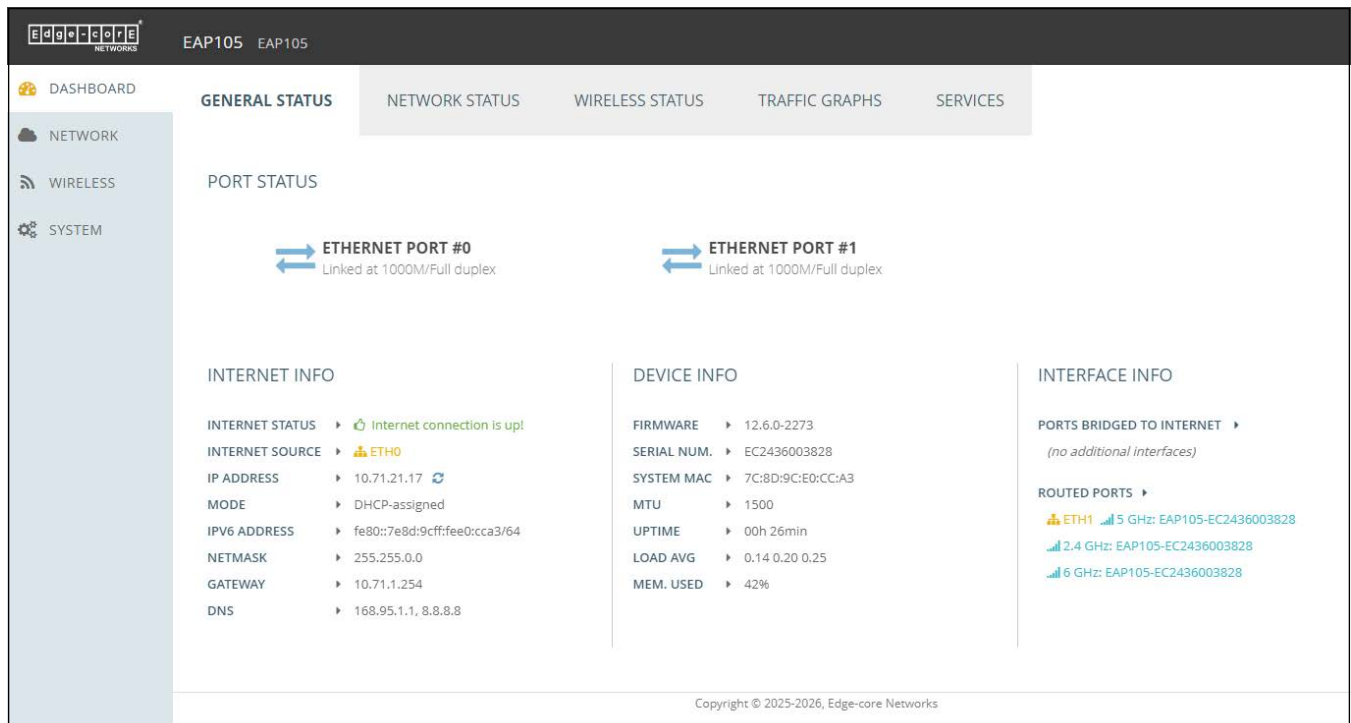 Edge-corE
NETWORKS
EAP105 EAP105
DASHBOARD
NETWORK
WIRELESS
SYSTEM
GENERAL STATUS NETWORK STATUS WIRELESS STATUS TRAFFIC GRAPHS SERVICES
PORT STATUS
ETHERNET PORT #0
Linked at 1000M/Full duplex
ETHERNET PORT #1
Linked at 1000M/Full duplex
INTERNET INFO
INTERNET STATUS Internet connection is up!
INTERNET SOURCE ETH0
IP ADDRESS 10.71.21.17
MODE DHCP-assigned
IPV6 ADDRESS fe80::7e8d:9cff:fee0:cca3/64
NETMASK 255.255.0.0
GATEWAY 10.71.1.254
DNS 168.95.1.1, 8.8.8.8
DEVICE INFO
FIRMWARE 12.6.0-2273
SERIAL NUM. EC2436003828
SYSTEM MAC 7C:8D:9C:E0:CC:A3
MTU 1500
UPTIME 00h 26min
LOAD AVG 0.14 0.20 0.25
MEM. USED 42%
INTERFACE INFO
PORTS BRIDGED TO INTERNET
(no additional interfaces)
ROUTED PORTS
ETH1 5 GHz: EAP105-EC2436003828
2.4 GHz: EAP105-EC2436003828
6 GHz: EAP105-EC2436003828
Copyright © 2025-2026, Edge-core Networks